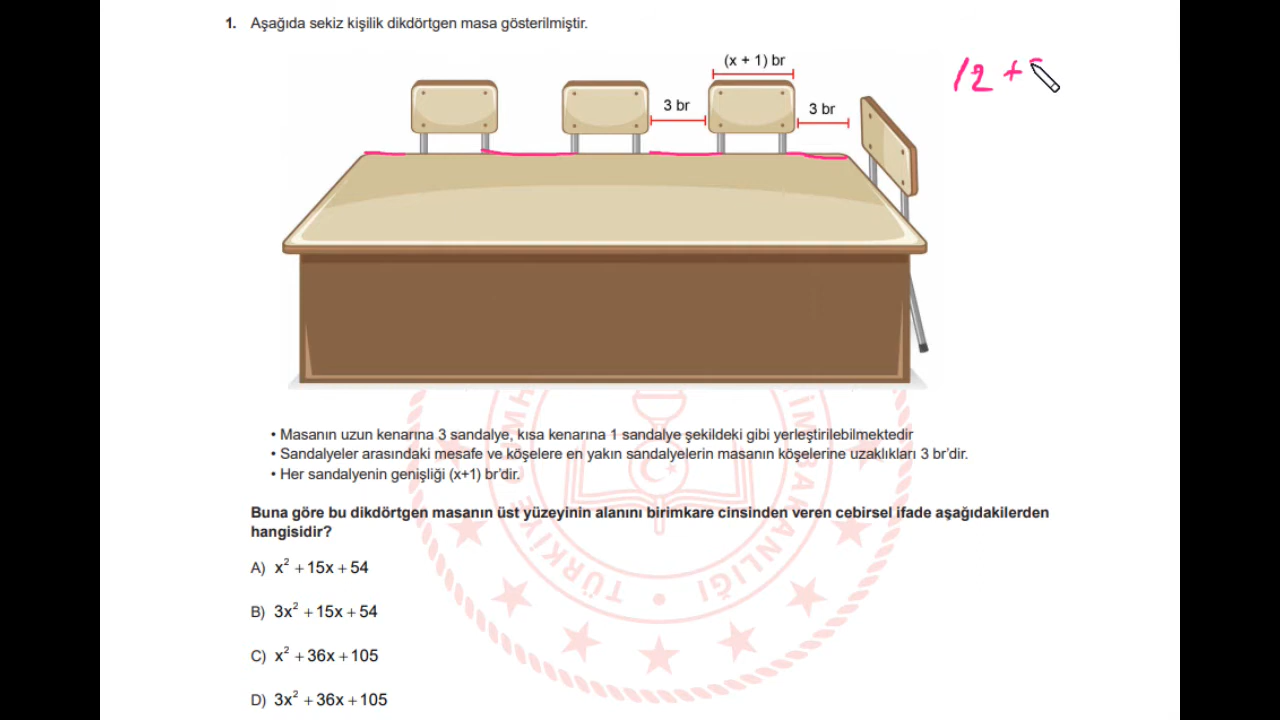 1. Aşağıda sekiz kişilik dikdörtgen masa gösterilmiştir.
(x + 1) br
12 +
3 br
3 br
• Masanın uzun kenarına 3 sandalye, kısa kenarına 1 sandalye şekildeki gibi yerleştirilebilmektedir
• Sandalyeler arasındaki mesafe ve köşelere en yakın sandalyelerin masanın köşelerine uzaklıkları 3 br'dir.
• Her sandalyenin genişliği (x+1) br'dir.
Buna göre bu dikdörtgen masanın üst yüzeyinin alanını birimkare cinsinden veren cebirsel ifade aşağıdakilerden
hangisidir?
A) x² + 15x + 54
B) 3x² + 15x + 54
C) x² + 36x + 105
D) 3x² + 36x + 105